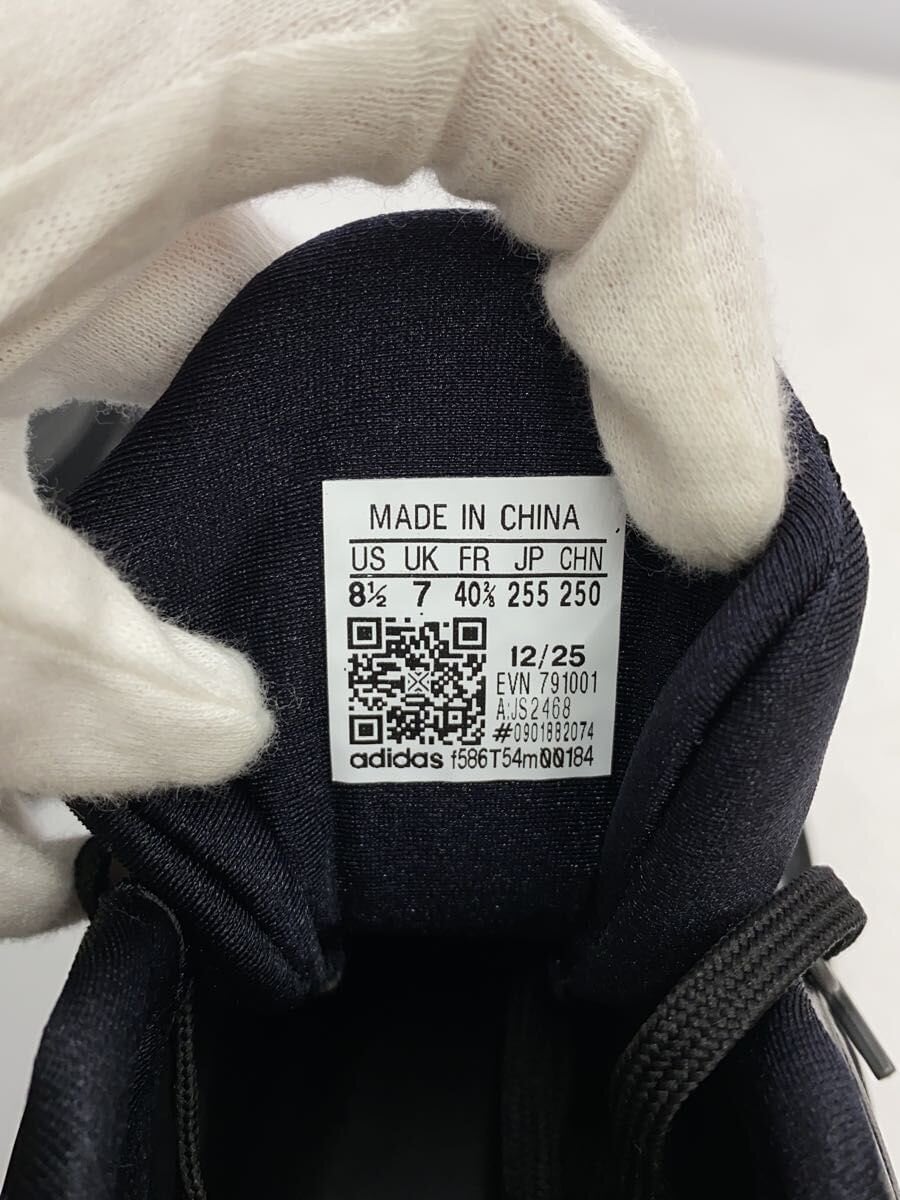 MADE IN CHINA
US UK FR JP CHN
8½ 7 40⅔ 255 250
12/25
EVN 791001
A:JS2468
#0901882074
adidas f586T54m00184